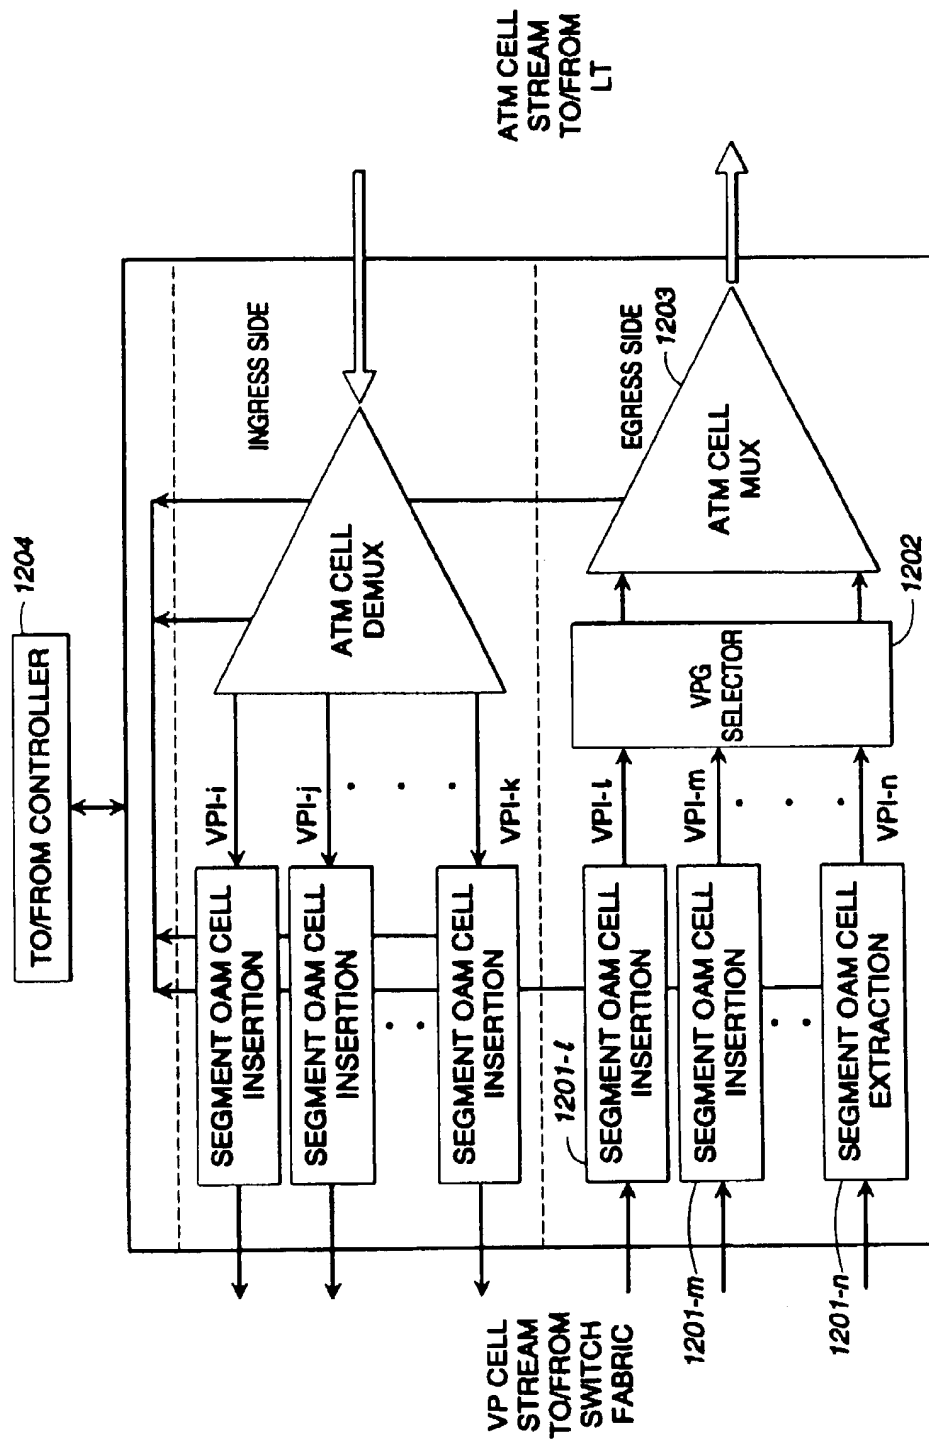 TO/FROM CONTROLLER
1204
INGRESS SIDE
ATM CELL
STREAM
TO/FROM
LT
ATM CELL
DEMUX
VPI-i
VPI-j
VPI-k
SEGMENT OAM CELL
INSERTION
SEGMENT OAM CELL
INSERTION
SEGMENT OAM CELL
INSERTION
VP CELL
STREAM
TO/FROM
SWITCH
FABRIC
EGRESS SIDE
1203
ATM CELL
MUX
VPG
SELECTOR
1202
VPI-l
VPI-m
VPI-n
1201-l
SEGMENT OAM CELL
INSERTION
1201-m
SEGMENT OAM CELL
INSERTION
1201-n
SEGMENT OAM CELL
EXTRACTION